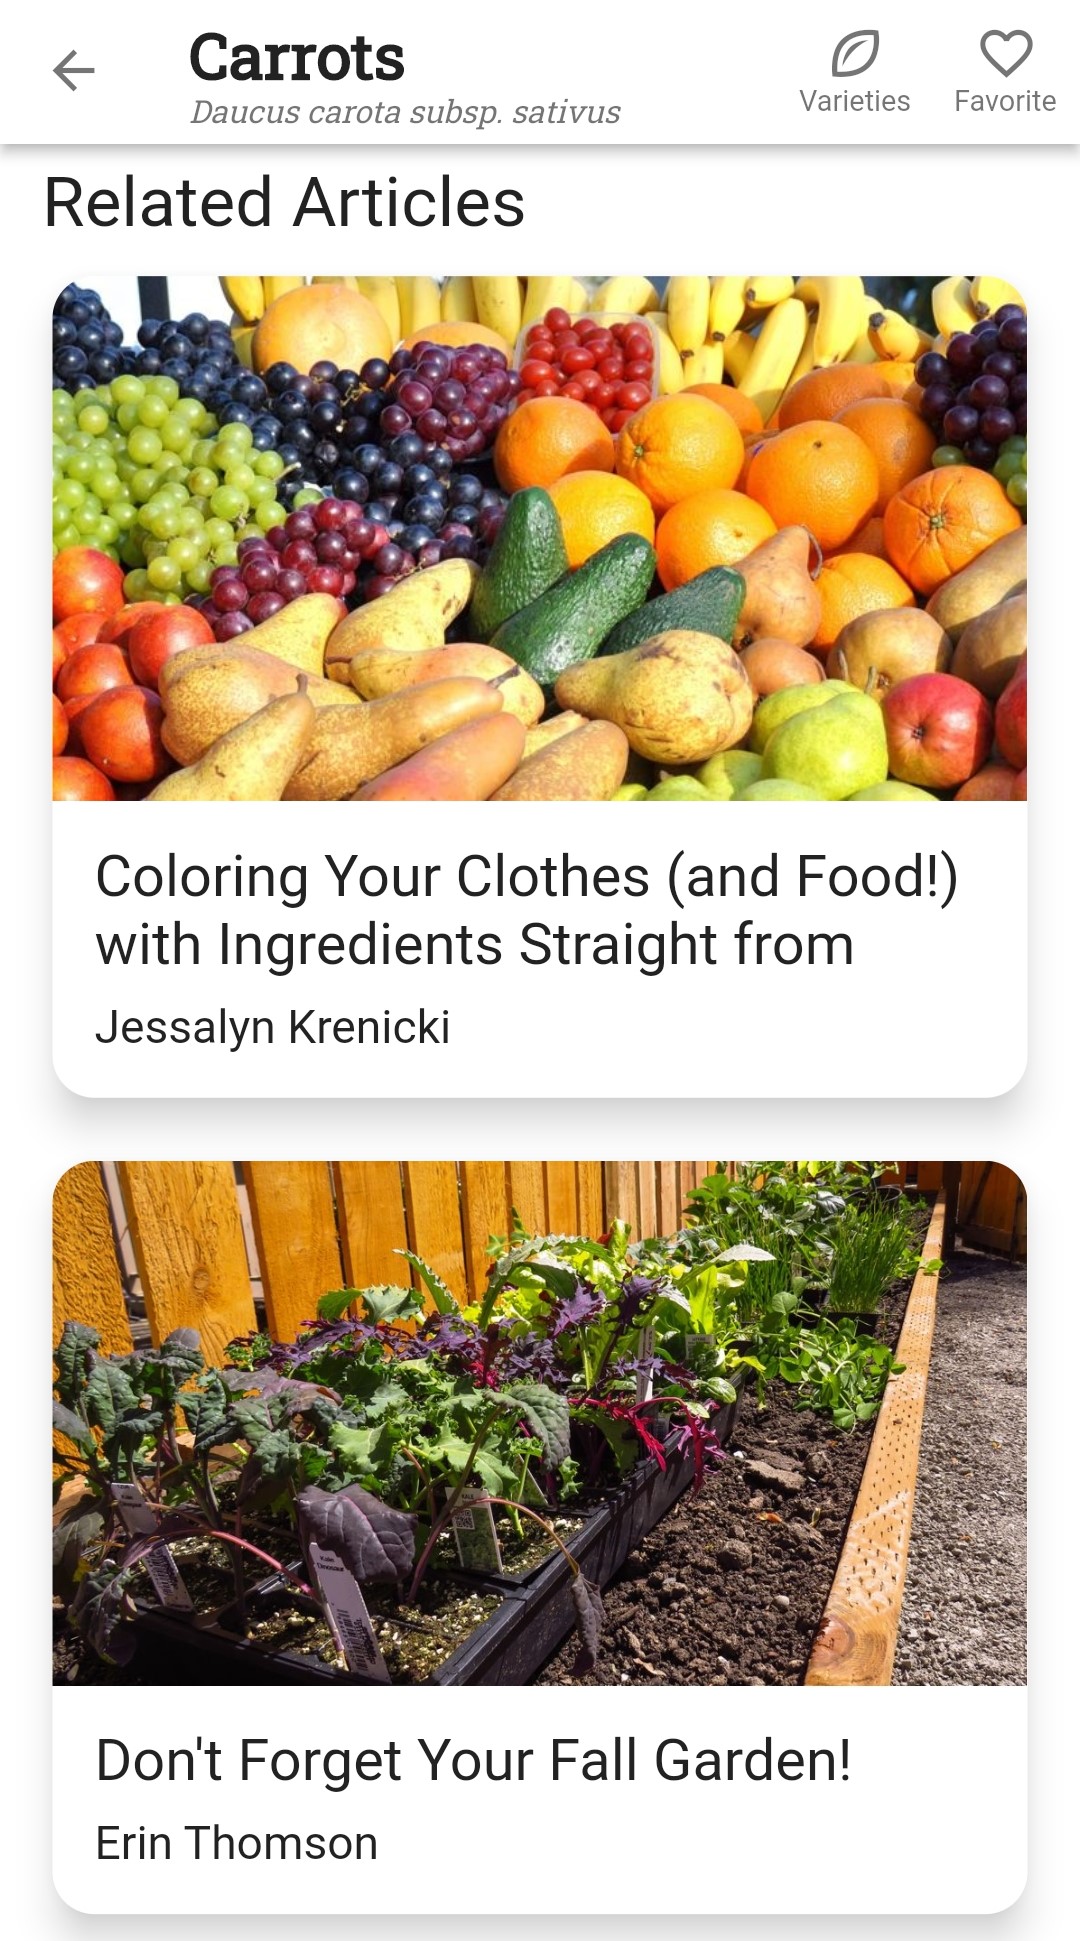 Carrots
Daucus carota subsp. sativus
Varieties
Favorite
Related Articles
Coloring Your Clothes (and Food!)
with Ingredients Straight from
Jessalyn Krenicki
Don't Forget Your Fall Garden!
Erin Thomson